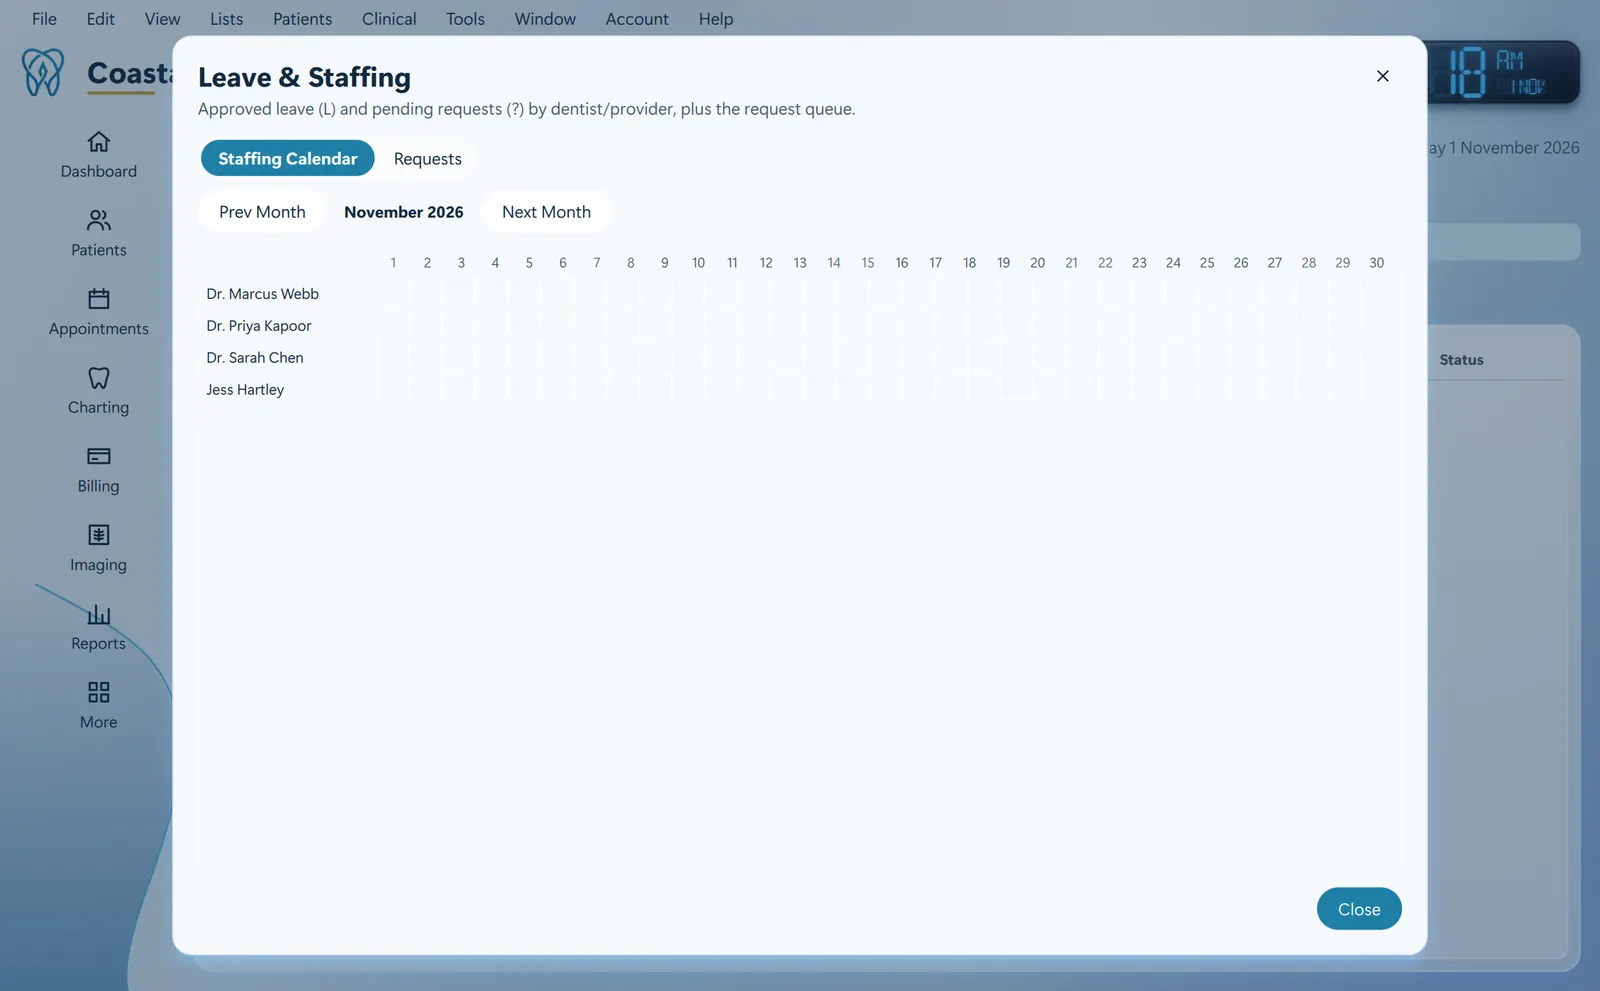 File Edit View Lists Patients Clinical Tools Window Account Help
Coasta
18 AM
1 NOV
ay 1 November 2026
Dashboard
Patients
Appointments
Charting
Billing
Imaging
Reports
More
Status
Leave & Staffing
Approved leave (L) and pending requests (?) by dentist/provider, plus the request queue.
Staffing Calendar Requests
Prev Month November 2026 Next Month
1 2 3 4 5 6 7 8 9 10 11 12 13 14 15 16 17 18 19 20 21 22 23 24 25 26 27 28 29 30
Dr. Marcus Webb
Dr. Priya Kapoor
Dr. Sarah Chen
Jess Hartley
Close